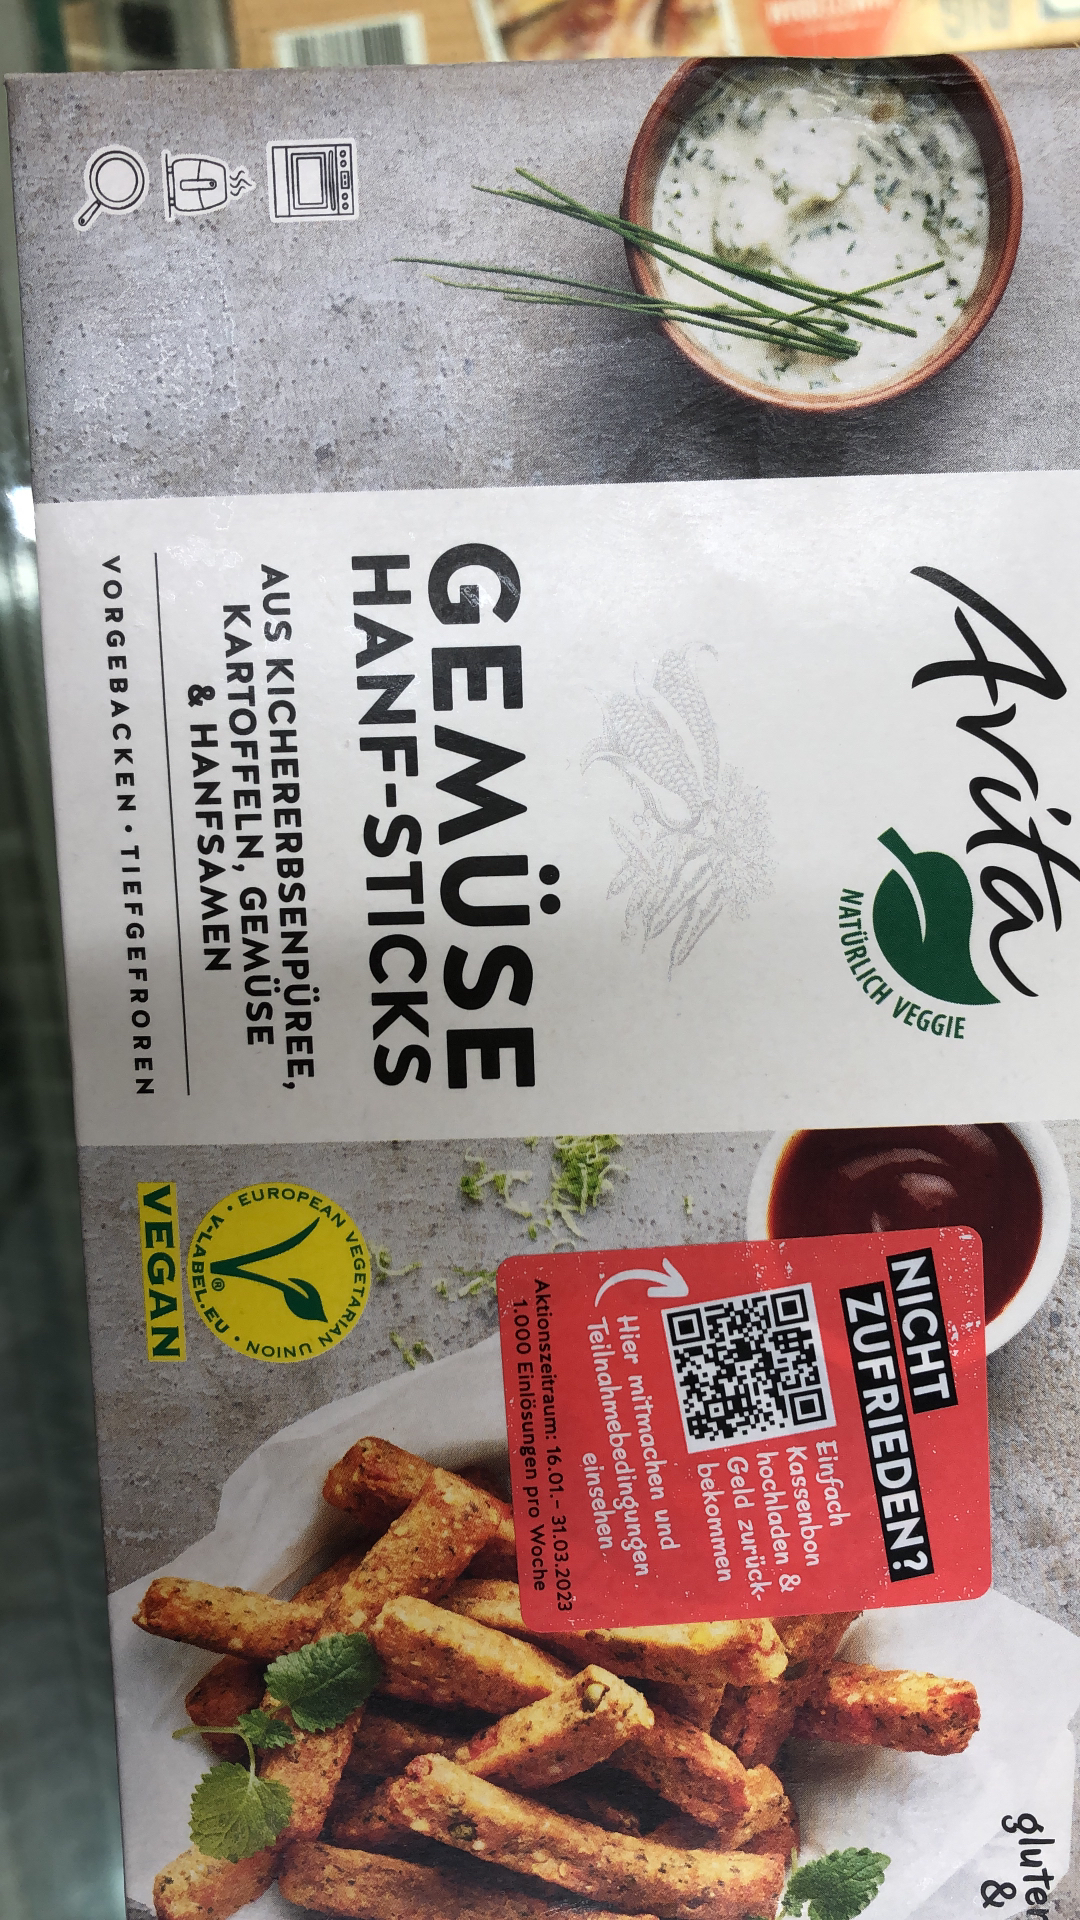 Avita
NATÜRLICH VEGGIE
GEMÜSE
HANF-STICKS
AUS KICHERERBSENPÜREE,
KARTOFFELN, GEMÜSE
& HANFSAMEN
VORGEBACKEN • TIEFGEFROREN
NICHT
ZUFRIEDEN?
Einfach
Kassenbon
hochladen &
Geld zurück-
bekommen
Hier mitmachen und
Teilnahmebedingungen
einsehen
Aktionszeitraum: 16.01.- 31.03.2023
1.000 Einlösungen pro Woche
EUROPEAN VEGETARIAN UNION
V-LABEL.EU
®
VEGAN
&